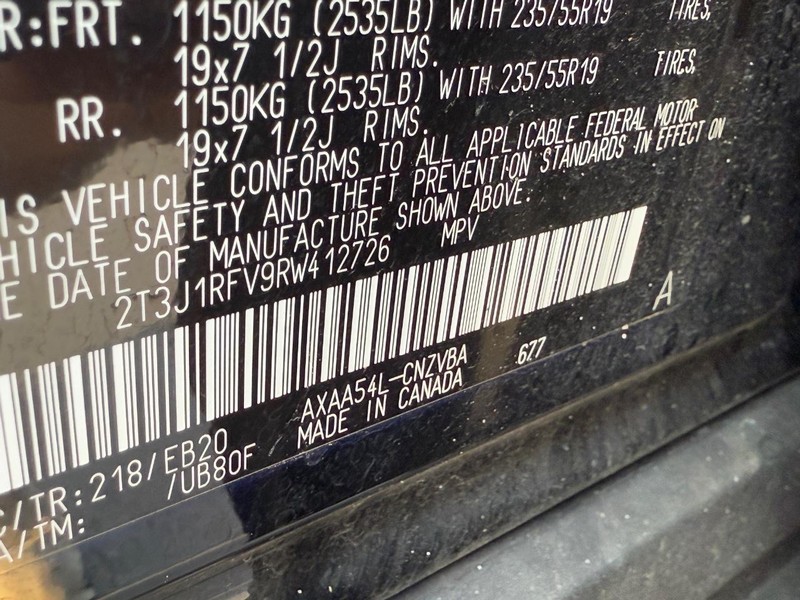 R:FRT. 1150KG (2535LB) WITH 235/55R19 TIRES,
19x7 1/2J RIMS.
RR. 1150KG (2535LB) WITH 235/55R19 TIRES,
19x7 1/2J RIMS.
IS VEHICLE CONFORMS TO ALL APPLICABLE FEDERAL MOTOR
HICLE SAFETY AND THEFT PREVENTION STANDARDS IN EFFECT ON
E DATE OF MANUFACTURE SHOWN ABOVE.
2T3J1RFV9RW412726 MPV
A
AXAA54L-CNZVBA 677
C/TR:218/EB20 MADE IN CANADA
A/TM: /UB80F